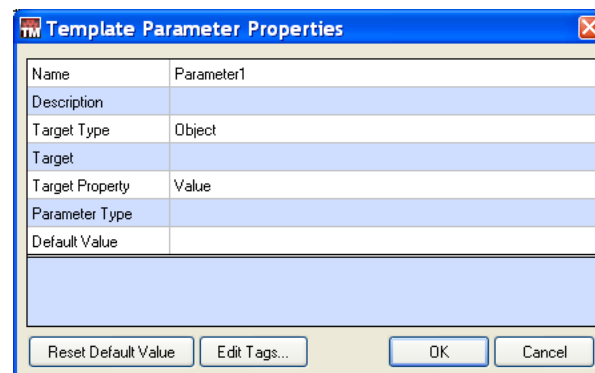 TM Template Parameter Properties
Name Parameter1
Description
Target Type Object
Target
Target Property Value
Parameter Type
Default Value
Reset Default Value Edit Tags... OK Cancel